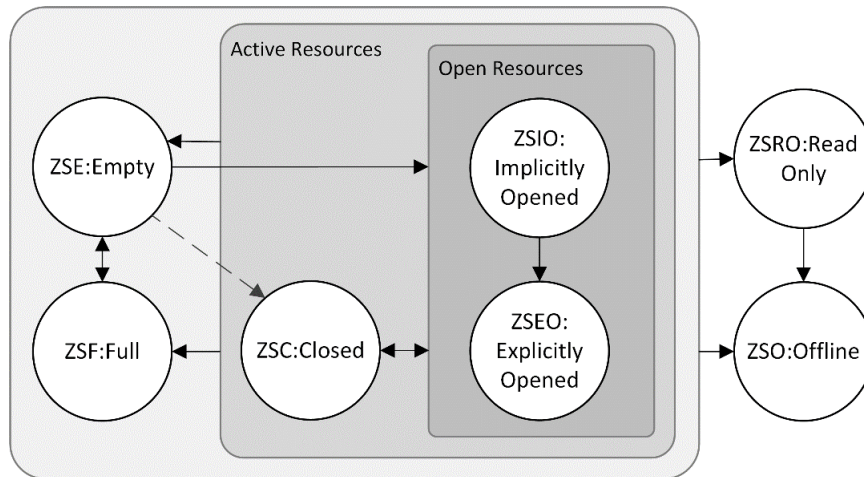 Active Resources
Open Resources
ZSE:Empty
ZSIO:
Implicitly
Opened
ZSRO:Read
Only
ZSF:Full
ZSC:Closed
ZSEO:
Explicitly
Opened
ZSO:Offline